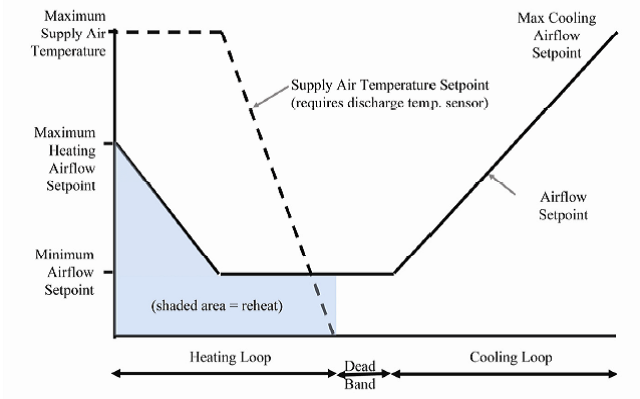 Maximum
Supply Air
Temperature
Max Cooling
Airflow
Setpoint
Supply Air Temperature Setpoint
(requires discharge temp. sensor)
Maximum
Heating
Airflow
Setpoint
Airflow
Setpoint
Minimum
Airflow
Setpoint
(shaded area = reheat)
Heating Loop
Dead
Band
Cooling Loop